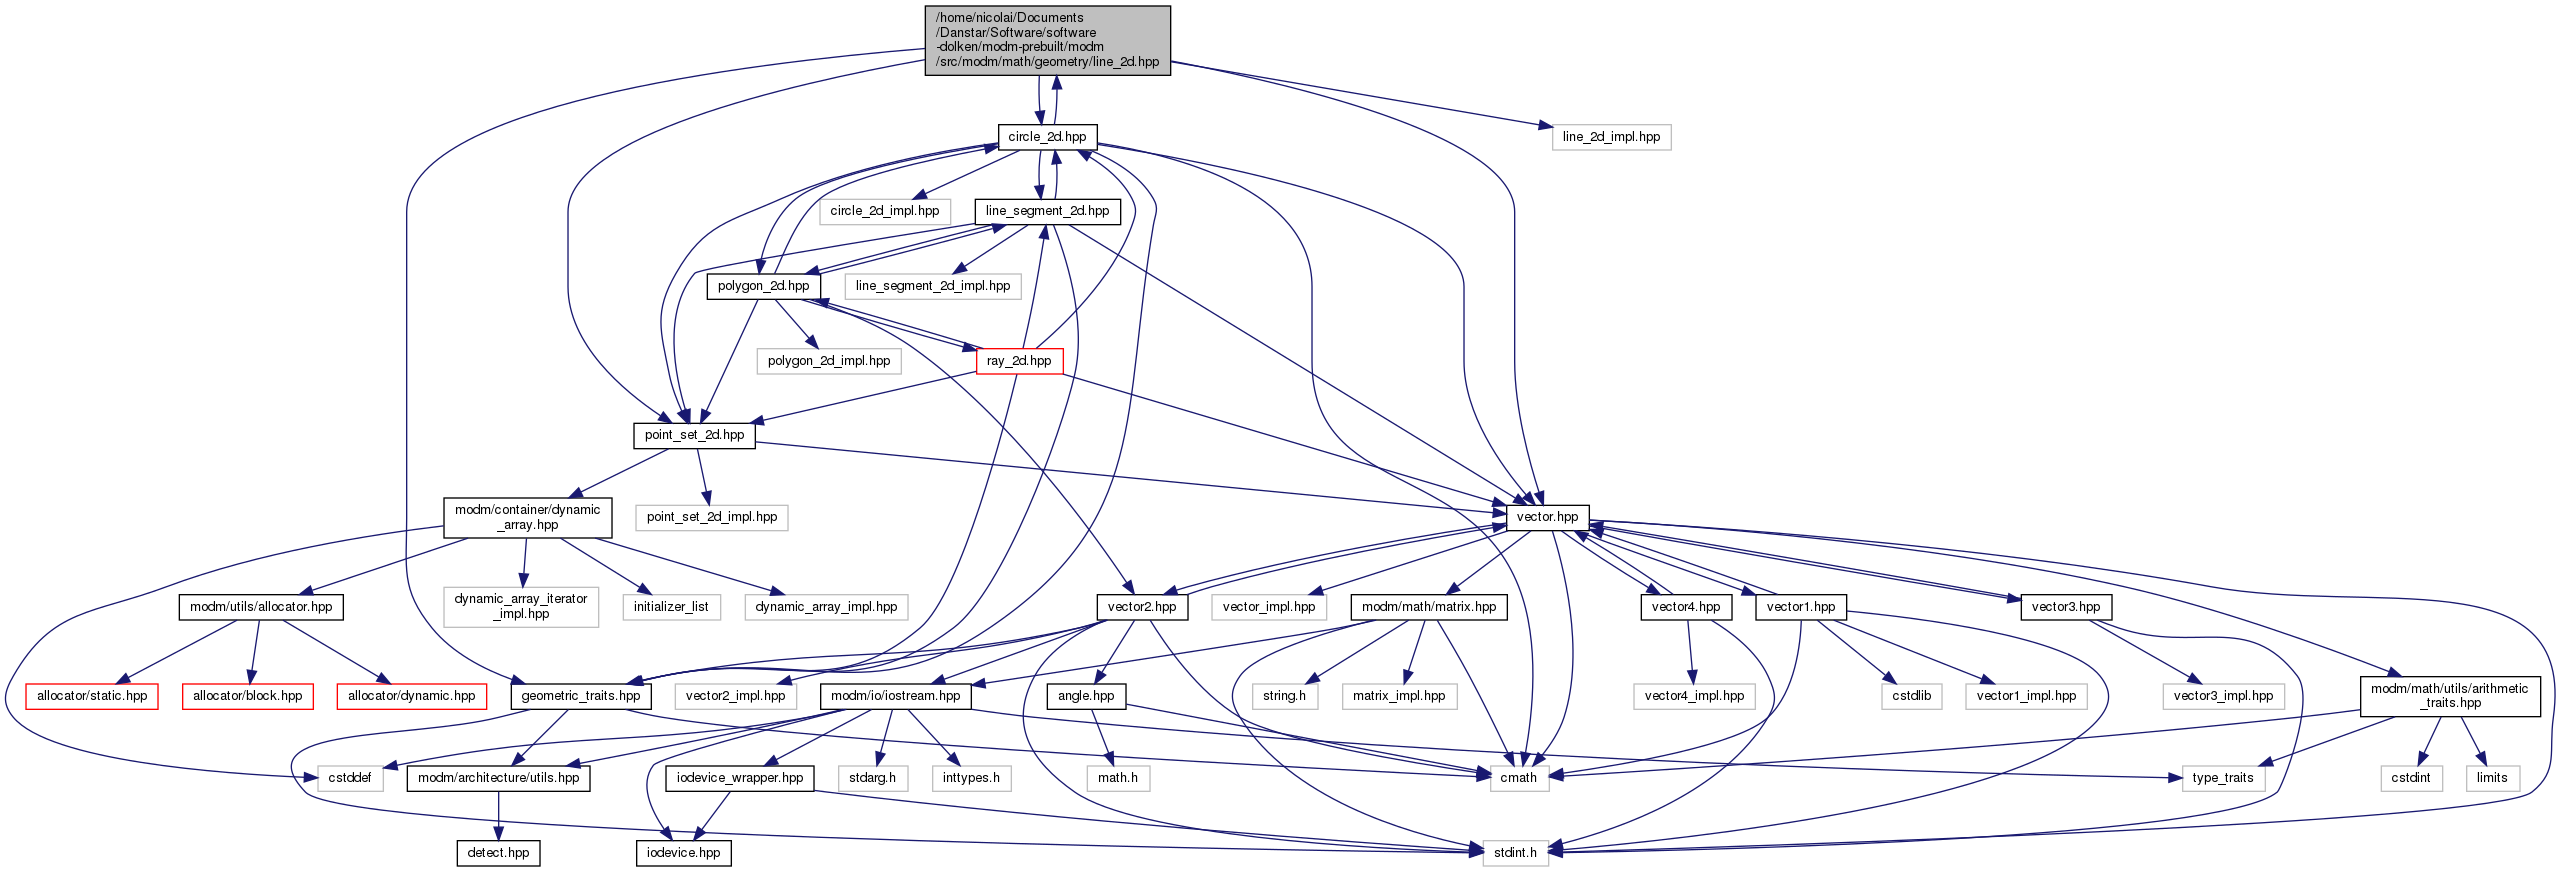 /home/nicolai/Documents
/Danstar/Software/software
-dolken/modm-prebuilt/modm
/src/modm/math/geometry/line_2d.hpp
circle_2d.hpp
line_2d_impl.hpp
circle_2d_impl.hpp
line_segment_2d.hpp
polygon_2d.hpp
line_segment_2d_impl.hpp
polygon_2d_impl.hpp
ray_2d.hpp
point_set_2d.hpp
modm/container/dynamic
_array.hpp
point_set_2d_impl.hpp
vector.hpp
modm/utils/allocator.hpp
dynamic_array_iterator
_impl.hpp
initializer_list
dynamic_array_impl.hpp
vector2.hpp
vector_impl.hpp
modm/math/matrix.hpp
vector4.hpp
vector1.hpp
vector3.hpp
allocator/static.hpp
allocator/block.hpp
allocator/dynamic.hpp
geometric_traits.hpp
vector2_impl.hpp
modm/io/iostream.hpp
angle.hpp
string.h
matrix_impl.hpp
vector4_impl.hpp
cstdlib
vector1_impl.hpp
vector3_impl.hpp
modm/math/utils/arithmetic
_traits.hpp
cstddef
modm/architecture/utils.hpp
iodevice_wrapper.hpp
stdarg.h
inttypes.h
math.h
cmath
type_traits
cstdint
limits
detect.hpp
iodevice.hpp
stdint.h